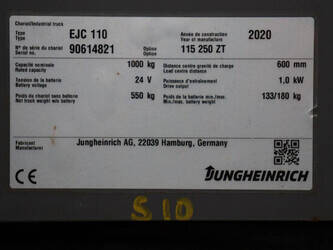 Chariot/Industrial truck
Type
Type
EJC 110
Année de construction
Year of manufacture
2020
N° de série du chariot
Serial no.
90614821
Option
Option
115 250 ZT
Capacité nominale
Rated capacity
1000 kg
Distance centre gravité de charge
Load centre distance
600 mm
Tension de la batterie
Battery voltage
24 V
Puissance d'entraînement
Drive output
1,0 kW
Poids du chariot sans batterie
Net truck weight w/o battery
550 kg
Poids de la batterie min./max.
Min./max. battery weight
133/180 kg
Fabricant
Manufacturer
Jungheinrich AG, 22039 Hamburg, Germany
CE
JUNGHEINRICH
S10